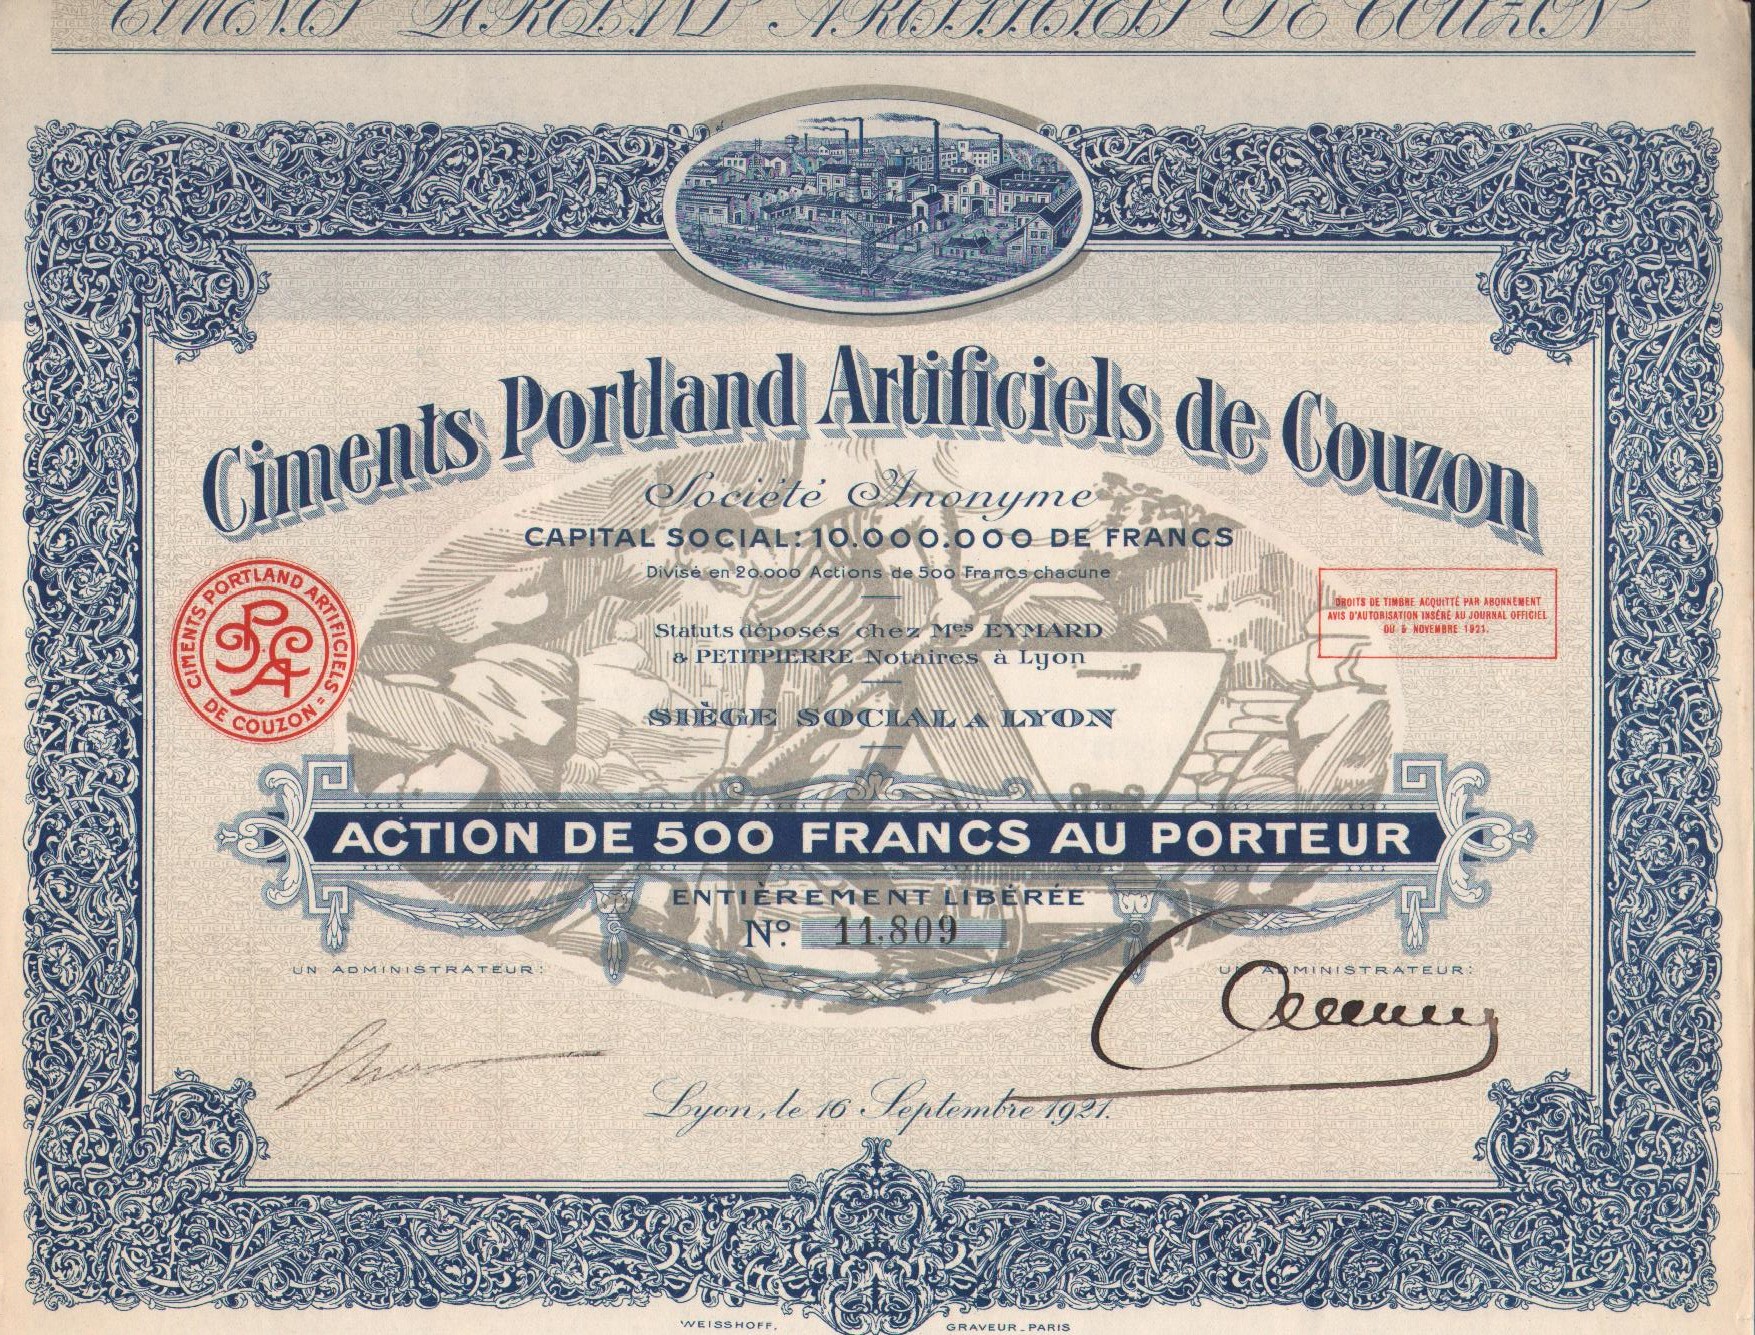 CIMENTS PORTLAND ARTIFICIELS DE COUZON
Ciments Portland Artificiels de Couzon
Société Anonyme
CAPITAL SOCIAL: 10.000.000 DE FRANCS
Divisé en 20.000 Actions de 500 Francs chacune
Statuts déposés chez Mes EYMARD
& PETITPIERRE Notaires à Lyon
SIÈGE SOCIAL A LYON
CIMENTS PORTLAND ARTIFICIELS =
DE COUZON
PCA
DROITS DE TIMBRE ACQUITTÉ PAR ABONNEMENT
AVIS D'AUTORISATION INSÉRÉ AU JOURNAL OFFICIEL
DU 5 NOVEMBRE 1921.
ACTION DE 500 FRANCS AU PORTEUR
ENTIÈREMENT LIBÉRÉE
No. 11,809
UN ADMINISTRATEUR:
UN ADMINISTRATEUR:
Lyon, le 16 Septembre 1921.
WEISSHOFF, GRAVEUR_PARIS